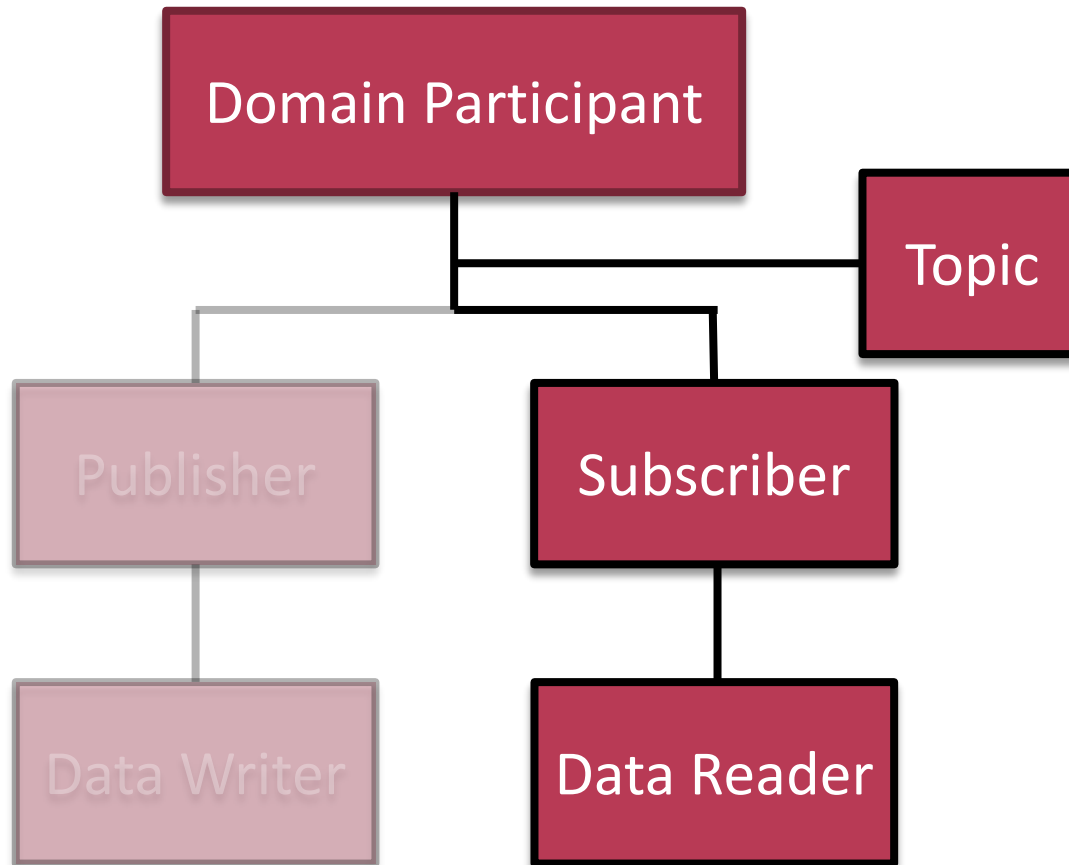 Domain Participant
Topic
Publisher
Subscriber
Data Writer
Data Reader